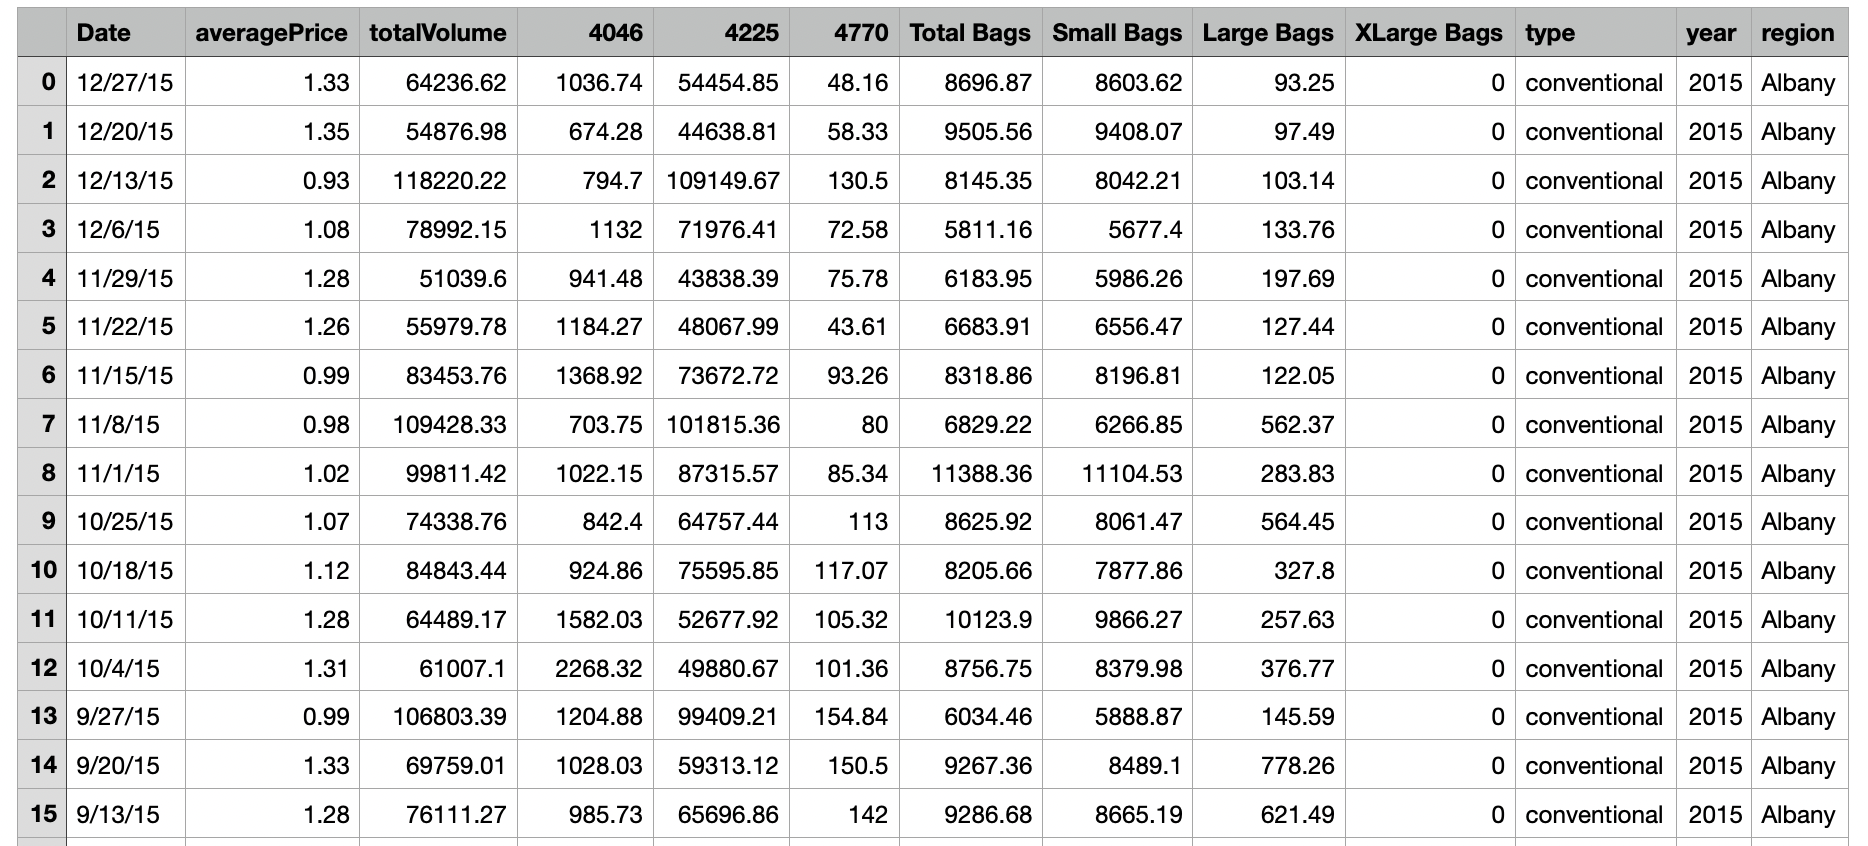 Date averagePrice totalVolume 4046 4225 4770 Total Bags Small Bags Large Bags XLarge Bags type year region
0 12/27/15 1.33 64236.62 1036.74 54454.85 48.16 8696.87 8603.62 93.25 0 conventional 2015 Albany
1 12/20/15 1.35 54876.98 674.28 44638.81 58.33 9505.56 9408.07 97.49 0 conventional 2015 Albany
2 12/13/15 0.93 118220.22 794.7 109149.67 130.5 8145.35 8042.21 103.14 0 conventional 2015 Albany
3 12/6/15 1.08 78992.15 1132 71976.41 72.58 5811.16 5677.4 133.76 0 conventional 2015 Albany
4 11/29/15 1.28 51039.6 941.48 43838.39 75.78 6183.95 5986.26 197.69 0 conventional 2015 Albany
5 11/22/15 1.26 55979.78 1184.27 48067.99 43.61 6683.91 6556.47 127.44 0 conventional 2015 Albany
6 11/15/15 0.99 83453.76 1368.92 73672.72 93.26 8318.86 8196.81 122.05 0 conventional 2015 Albany
7 11/8/15 0.98 109428.33 703.75 101815.36 80 6829.22 6266.85 562.37 0 conventional 2015 Albany
8 11/1/15 1.02 99811.42 1022.15 87315.57 85.34 11388.36 11104.53 283.83 0 conventional 2015 Albany
9 10/25/15 1.07 74338.76 842.4 64757.44 113 8625.92 8061.47 564.45 0 conventional 2015 Albany
10 10/18/15 1.12 84843.44 924.86 75595.85 117.07 8205.66 7877.86 327.8 0 conventional 2015 Albany
11 10/11/15 1.28 64489.17 1582.03 52677.92 105.32 10123.9 9866.27 257.63 0 conventional 2015 Albany
12 10/4/15 1.31 61007.1 2268.32 49880.67 101.36 8756.75 8379.98 376.77 0 conventional 2015 Albany
13 9/27/15 0.99 106803.39 1204.88 99409.21 154.84 6034.46 5888.87 145.59 0 conventional 2015 Albany
14 9/20/15 1.33 69759.01 1028.03 59313.12 150.5 9267.36 8489.1 778.26 0 conventional 2015 Albany
15 9/13/15 1.28 76111.27 985.73 65696.86 142 9286.68 8665.19 621.49 0 conventional 2015 Albany